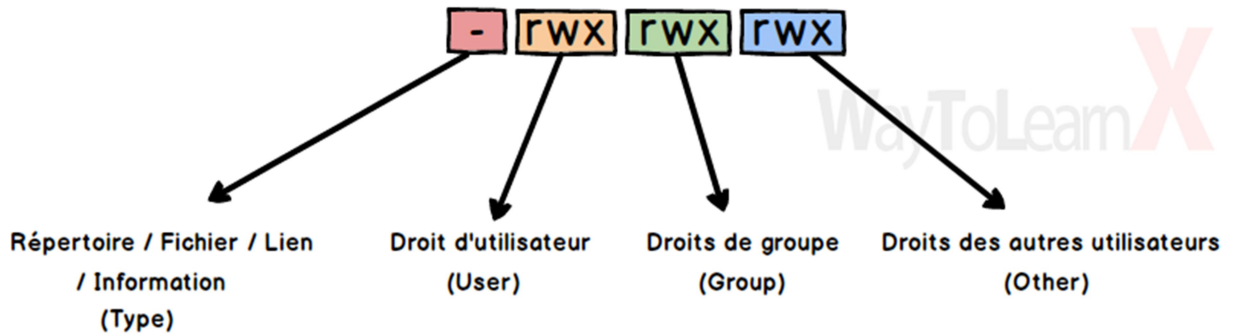 - rwx rwx rwx
WayToLearnX
Répertoire / Fichier / Lien
/ Information
(Type)
Droit d'utilisateur
(User)
Droits de groupe
(Group)
Droits des autres utilisateurs
(Other)